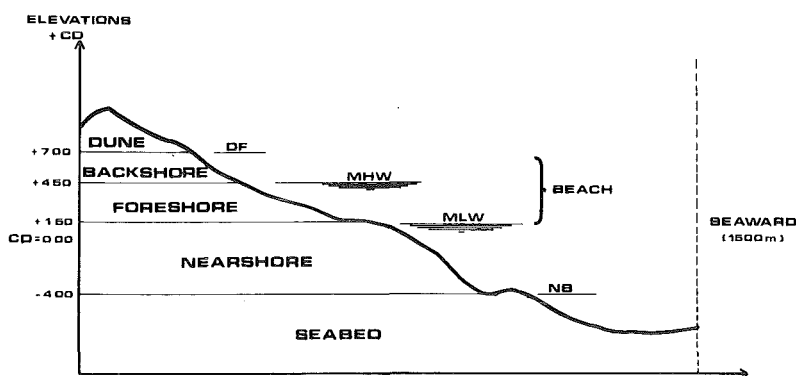 ELEVATIONS
+ CD
DUNE
DF
+700
BACKSHORE
MHW
+450
BEACH
FORESHORE
MLW
+150
SEAWARD
(1500m)
CD=0.00
NEARSHORE
NB
-400
SEABED